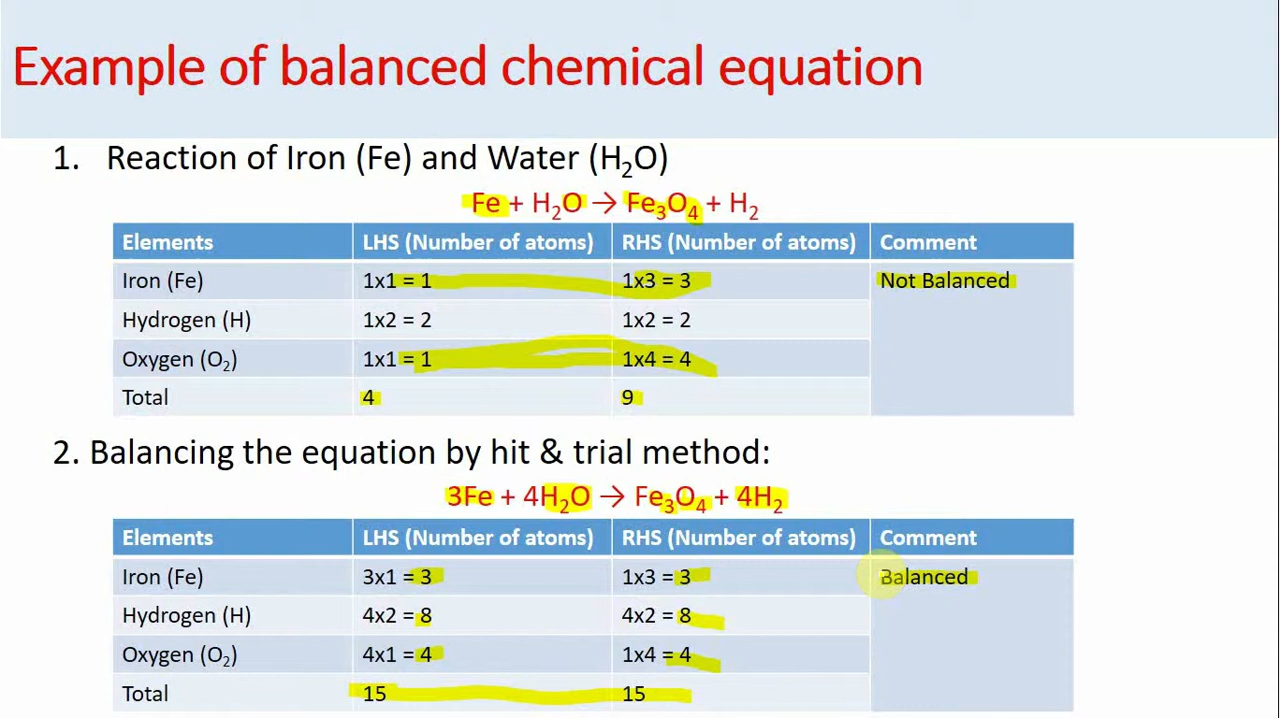 Example of balanced chemical equation
1. Reaction of Iron (Fe) and Water (H₂O)
Fe + H₂O → Fe₃O₄ + H₂
Elements LHS (Number of atoms) RHS (Number of atoms) Comment
Iron (Fe) 1x1 = 1 1x3 = 3 Not Balanced
Hydrogen (H) 1x2 = 2 1x2 = 2
Oxygen (O₂) 1x1 = 1 1x4 = 4
Total 4 9
2. Balancing the equation by hit & trial method:
3Fe + 4H₂O → Fe₃O₄ + 4H₂
Elements LHS (Number of atoms) RHS (Number of atoms) Comment
Iron (Fe) 3x1 = 3 1x3 = 3 Balanced
Hydrogen (H) 4x2 = 8 4x2 = 8
Oxygen (O₂) 4x1 = 4 1x4 = 4
Total 15 15